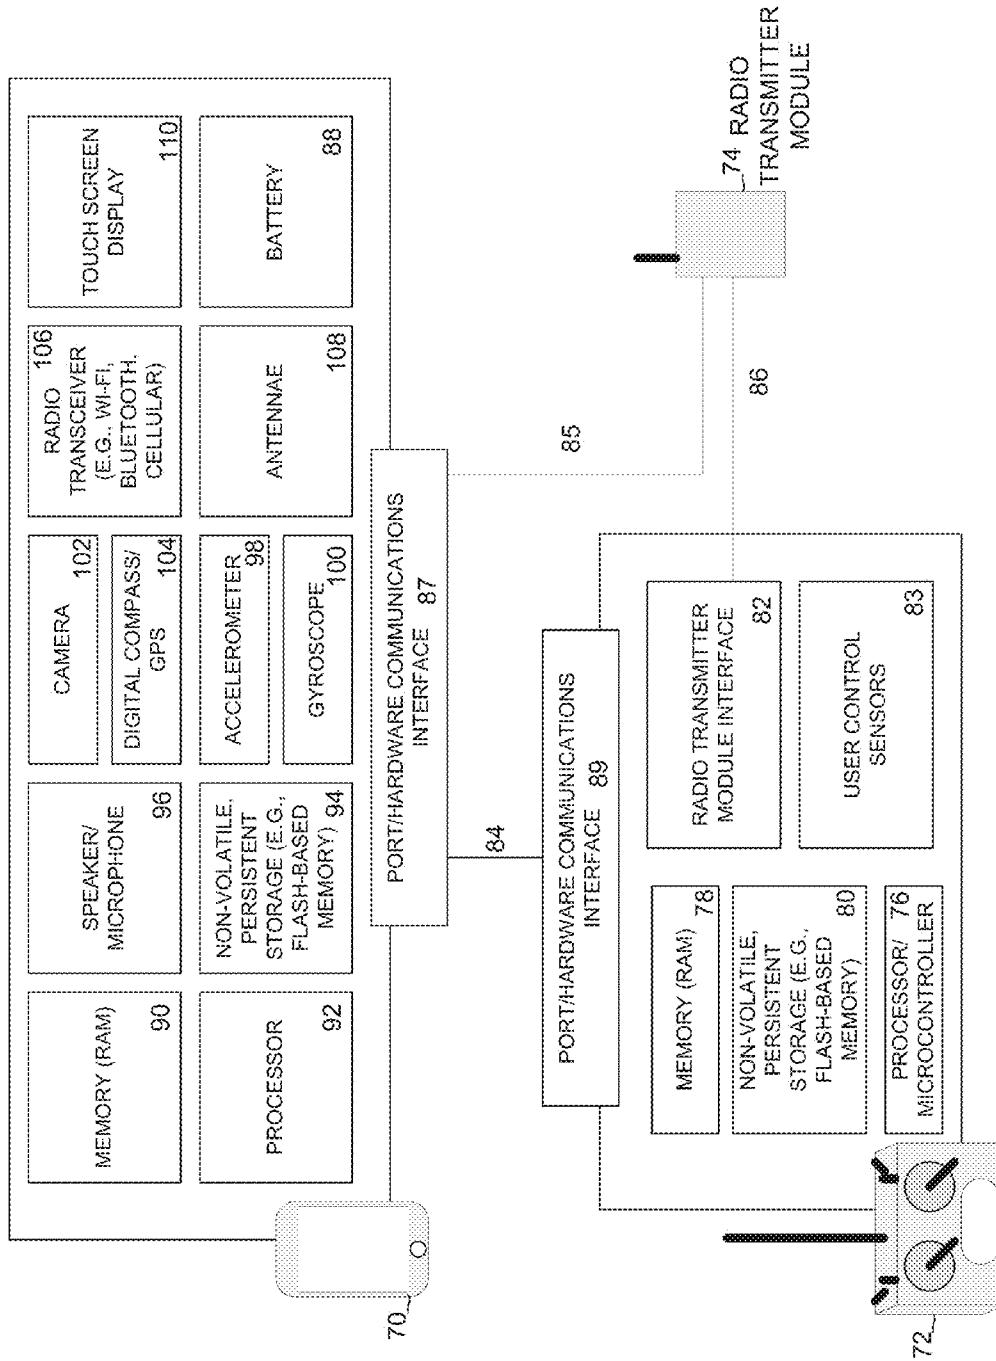 MEMORY (RAM)
90
SPEAKER/
MICROPHONE
96
CAMERA
102
DIGITAL COMPASS/
GPS
104
RADIO
106
TRANSCEIVER
(E.G., WI-FI,
BLUETOOTH.
CELLULAR)
TOUCH SCREEN
DISPLAY
110
PROCESSOR
92
NON-VOLATILE,
PERSISTENT
STORAGE (E.G.,
FLASH-BASED
MEMORY)
94
ACCELEROMETER
98
GYROSCOPE
100
ANTENNAE
108
BATTERY
88
70
PORT/HARDWARE COMMUNICATIONS
INTERFACE
87
84
85
86
74 RADIO
TRANSMITTER
MODULE
PORT/HARDWARE COMMUNICATIONS
INTERFACE
89
MEMORY (RAM)
78
NON-VOLATILE,
PERSISTENT
STORAGE (E.G.,
FLASH-BASED
MEMORY)
80
PROCESSOR/
76
MICROCONTROLLER
RADIO TRANSMITTER
MODULE INTERFACE
82
USER CONTROL
SENSORS
83
72